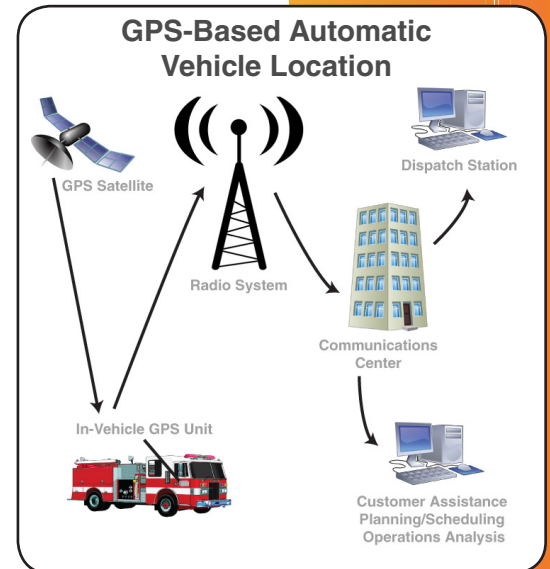 GPS-Based Automatic
Vehicle Location
GPS Satellite
Dispatch Station
Radio System
Communications
Center
In-Vehicle GPS Unit
Customer Assistance
Planning/Scheduling
Operations Analysis